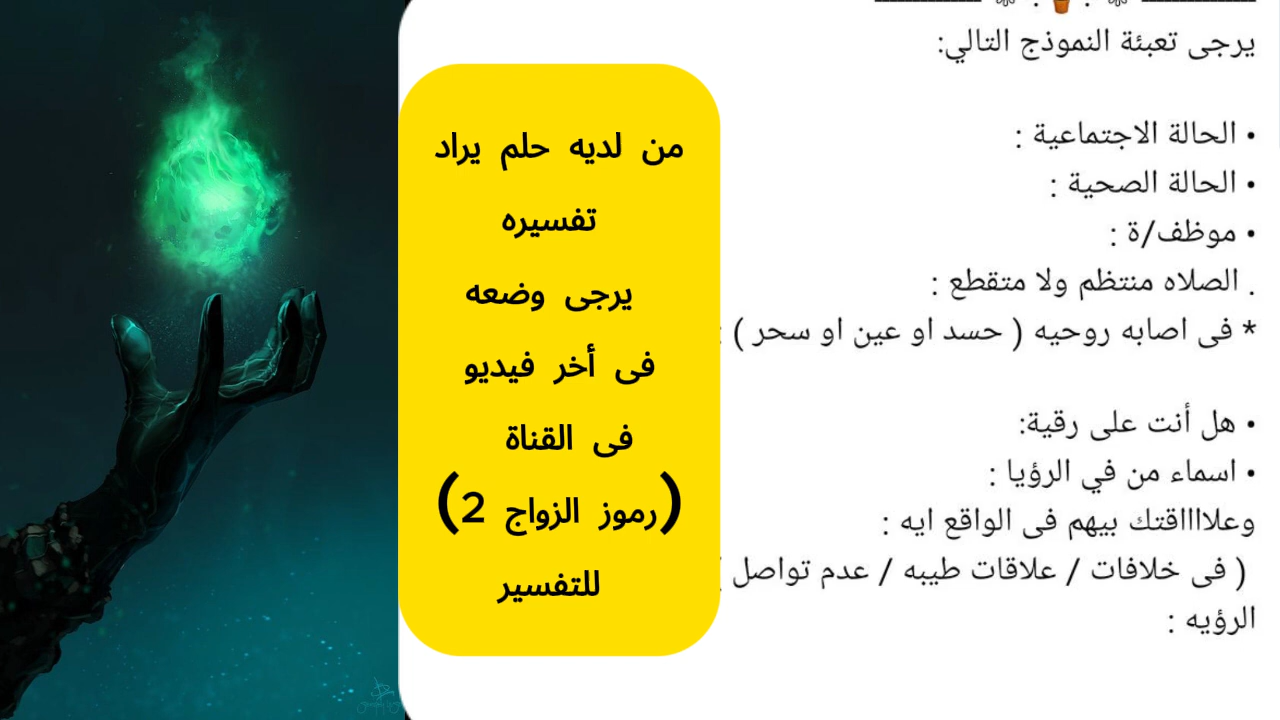 يرجى تعبئة النموذج التالي:
• الحالة الاجتماعية :
• الحالة الصحية :
• موظف/ة :
. الصلاه منتظم ولا متقطع :
* فى اصابه روحيه ( حسد او عين او سحر ) :
• هل أنت على رقية:
• اسماء من في الرؤيا :
وعلااااقتك بيهم فى الواقع ايه :
( فى خلافات / علاقات طيبه / عدم تواصل )
الرؤيه :
من لديه حلم يراد
تفسيره
يرجى وضعه
فى أخر فيديو
فى القناة
(رموز الزواج 2)
للتفسير